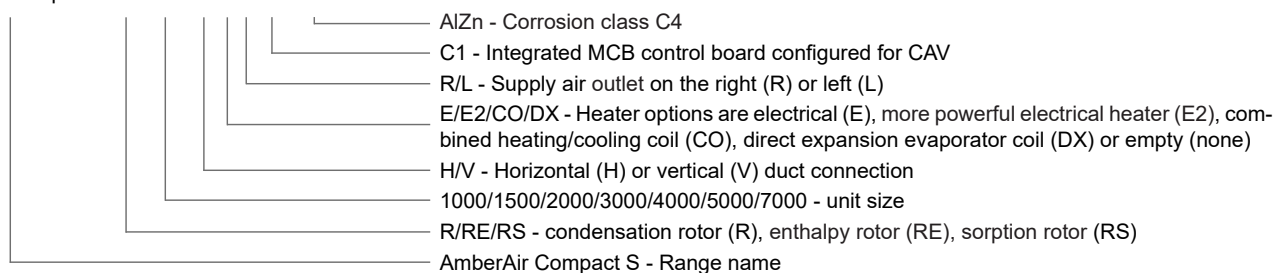 AlZn - Corrosion class C4
C1 - Integrated MCB control board configured for CAV
R/L - Supply air outlet on the right (R) or left (L)
E/E2/CO/DX - Heater options are electrical (E), more powerful electrical heater (E2), com-
bined heating/cooling coil (CO), direct expansion evaporator coil (DX) or empty (none)
H/V - Horizontal (H) or vertical (V) duct connection
1000/1500/2000/3000/4000/5000/7000 - unit size
R/RE/RS - condensation rotor (R), enthalpy rotor (RE), sorption rotor (RS)
AmberAir Compact S - Range name